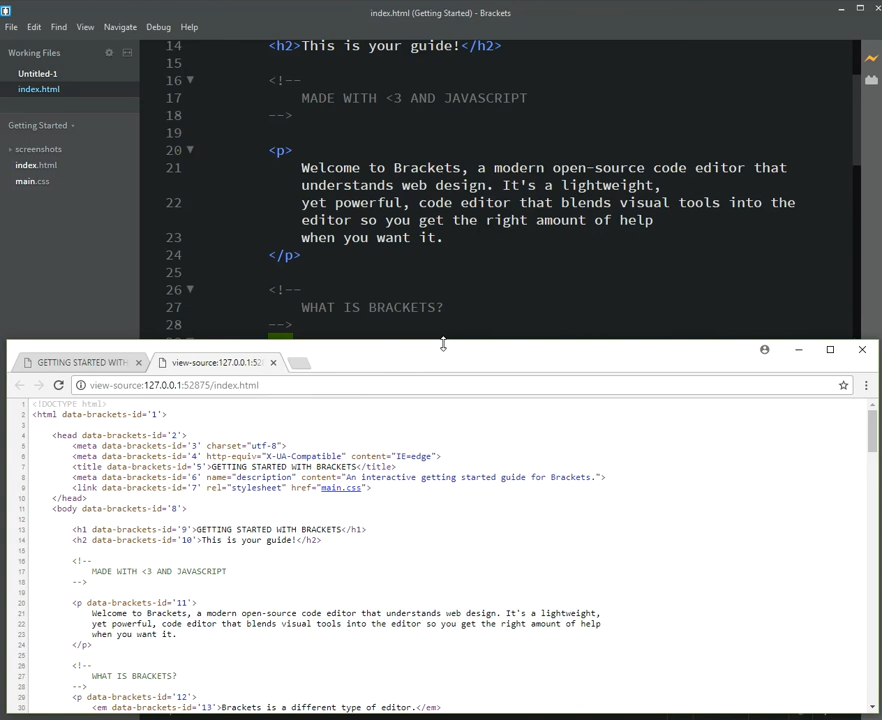 index.html (Getting Started) - Brackets
File Edit Find View Navigate Debug Help
Working Files
Untitled-1
index.html
Getting Started
screenshots
index.html
main.css
14 <h2>This is your guide!</h2>
15
16 <!--
17 MADE WITH <3 AND JAVASCRIPT
18 -->
19
20 <p>
21 Welcome to Brackets, a modern open-source code editor that
understands web design. It's a lightweight,
22 yet powerful, code editor that blends visual tools into the
editor so you get the right amount of help
23 when you want it.
24 </p>
25
26 <!--
27 WHAT IS BRACKETS?
28 -->
GETTING STARTED WITH view-source:127.0.0.1:528
view-source:127.0.0.1:52875/index.html
1 <!DOCTYPE html>
2 <html data-brackets-id='1'>
3
4 <head data-brackets-id='2'>
5 <meta data-brackets-id='3' charset="utf-8">
6 <meta data-brackets-id='4' http-equiv="X-UA-Compatible" content="IE=edge">
7 <title data-brackets-id='5'>GETTING STARTED WITH BRACKETS</title>
8 <meta data-brackets-id='6' name="description" content="An interactive getting started guide for Brackets.">
9 <link data-brackets-id='7' rel="stylesheet" href="main.css">
10 </head>
11 <body data-brackets-id='8'>
12
13 <h1 data-brackets-id='9'>GETTING STARTED WITH BRACKETS</h1>
14 <h2 data-brackets-id='10'>This is your guide!</h2>
15
16 <!--
17 MADE WITH <3 AND JAVASCRIPT
18 -->
19
20 <p data-brackets-id='11'>
21 Welcome to Brackets, a modern open-source code editor that understands web design. It's a lightweight,
22 yet powerful, code editor that blends visual tools into the editor so you get the right amount of help
23 when you want it.
24 </p>
25
26 <!--
27 WHAT IS BRACKETS?
28 -->
29 <p data-brackets-id='12'>
30 <em data-brackets-id='13'>Brackets is a different type of editor.</em>